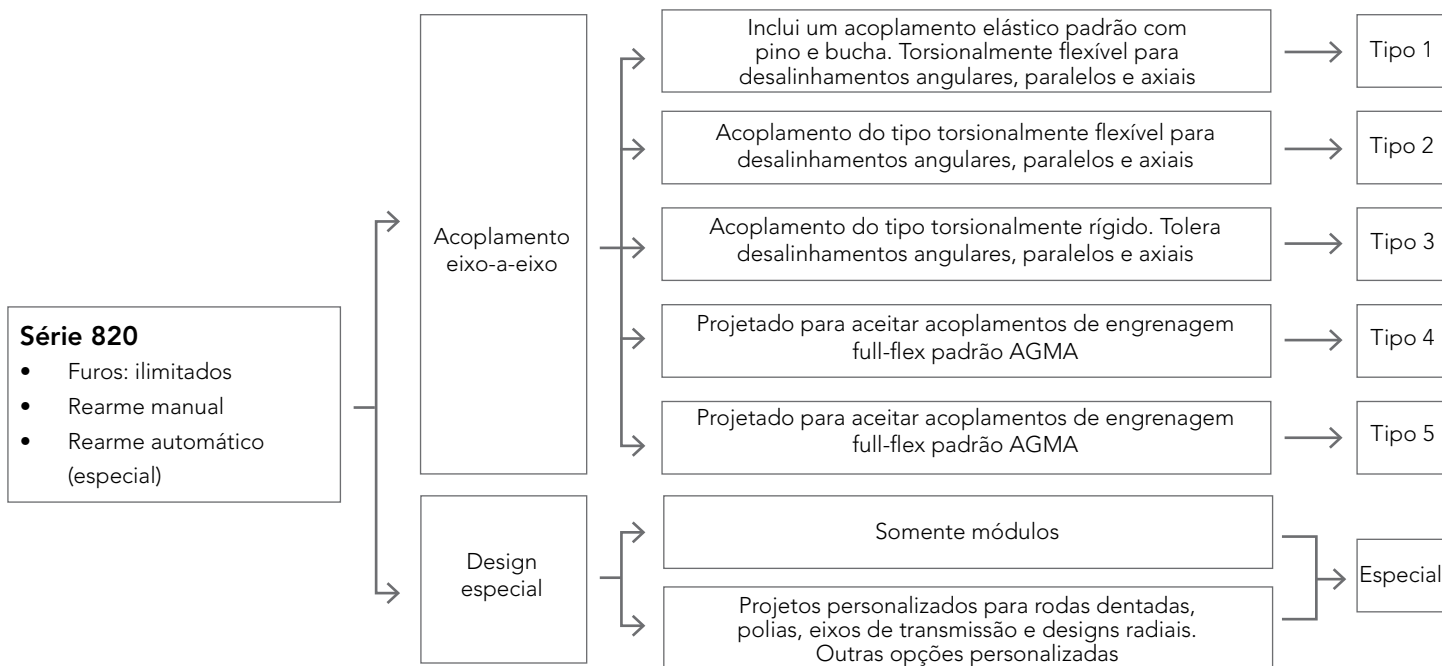 Série 820
• Furos: ilimitados
• Rearme manual
• Rearme automático
(especial)
Acoplamento
eixo-a-eixo
Inclui um acoplamento elástico padrão com
pino e bucha. Torsionalmente flexível para
desalinhamentos angulares, paralelos e axiais
Tipo 1
Acoplamento do tipo torsionalmente flexível para
desalinhamentos angulares, paralelos e axiais
Tipo 2
Acoplamento do tipo torsionalmente rígido. Tolera
desalinhamentos angulares, paralelos e axiais
Tipo 3
Projetado para aceitar acoplamentos de engrenagem
full-flex padrão AGMA
Tipo 4
Projetado para aceitar acoplamentos de engrenagem
full-flex padrão AGMA
Tipo 5
Design
especial
Somente módulos
Projetos personalizados para rodas dentadas,
polias, eixos de transmissão e designs radiais.
Outras opções personalizadas
Especial